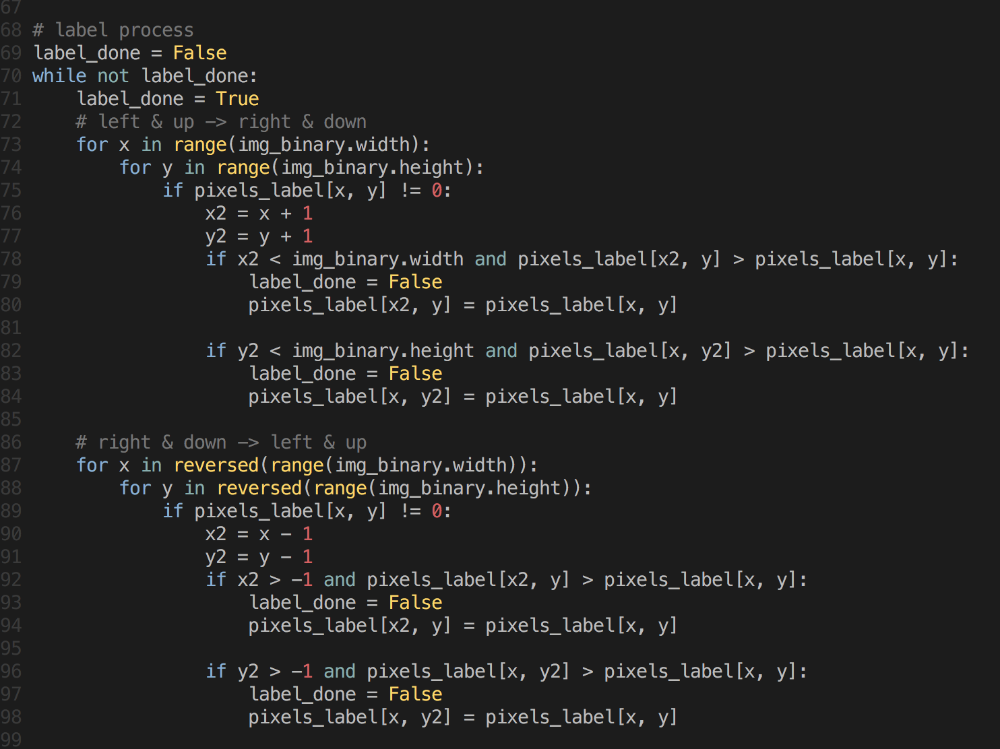 67
68 # label process
69 label_done = False
70 while not label_done:
71     label_done = True
72     # left & up -> right & down
73     for x in range(img_binary.width):
74         for y in range(img_binary.height):
75             if pixels_label[x, y] != 0:
76                 x2 = x + 1
77                 y2 = y + 1
78                 if x2 < img_binary.width and pixels_label[x2, y] > pixels_label[x, y]:
79                     label_done = False
80                     pixels_label[x2, y] = pixels_label[x, y]
81
82                 if y2 < img_binary.height and pixels_label[x, y2] > pixels_label[x, y]:
83                     label_done = False
84                     pixels_label[x, y2] = pixels_label[x, y]
85
86     # right & down -> left & up
87     for x in reversed(range(img_binary.width)):
88         for y in reversed(range(img_binary.height)):
89             if pixels_label[x, y] != 0:
90                 x2 = x - 1
91                 y2 = y - 1
92                 if x2 > -1 and pixels_label[x2, y] > pixels_label[x, y]:
93                     label_done = False
94                     pixels_label[x2, y] = pixels_label[x, y]
95
96                 if y2 > -1 and pixels_label[x, y2] > pixels_label[x, y]:
97                     label_done = False
98                     pixels_label[x, y2] = pixels_label[x, y]
99